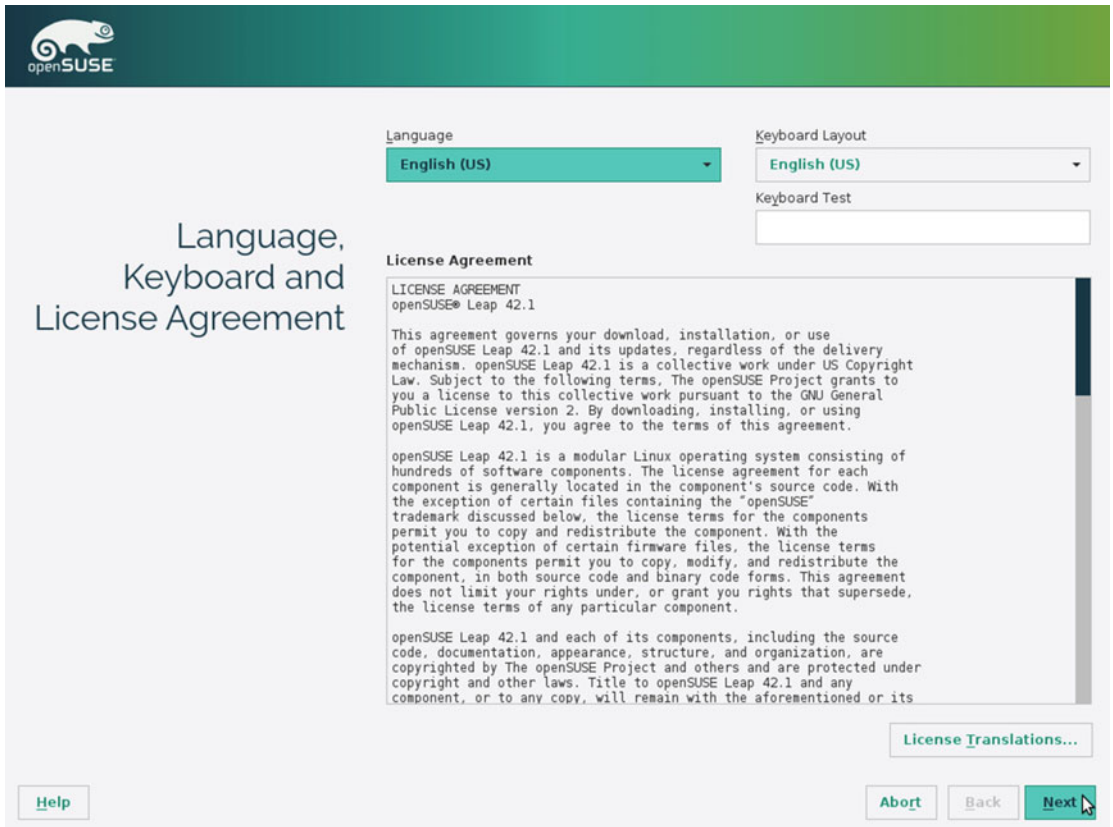 openSUSE
Language,
Keyboard and
License Agreement
Language
English (US)
Keyboard Layout
English (US)
Keyboard Test
License Agreement
LICENSE AGREEMENT
openSUSE® Leap 42.1
This agreement governs your download, installation, or use
of openSUSE Leap 42.1 and its updates, regardless of the delivery
mechanism. openSUSE Leap 42.1 is a collective work under US Copyright
Law. Subject to the following terms, The openSUSE Project grants to
you a license to this collective work pursuant to the GNU General
Public License version 2. By downloading, installing, or using
openSUSE Leap 42.1, you agree to the terms of this agreement.
openSUSE Leap 42.1 is a modular Linux operating system consisting of
hundreds of software components. The license agreement for each
component is generally located in the component's source code. With
the exception of certain files containing the "openSUSE"
trademark discussed below, the license terms for the components
permit you to copy and redistribute the component. With the
potential exception of certain firmware files, the license terms
for the components permit you to copy, modify, and redistribute the
component, in both source code and binary code forms. This agreement
does not limit your rights under, or grant you rights that supersede,
the license terms of any particular component.
openSUSE Leap 42.1 and each of its components, including the source
code, documentation, appearance, structure, and organization, are
copyrighted by The openSUSE Project and others and are protected under
copyright and other laws. Title to openSUSE Leap 42.1 and any
component, or to any copy, will remain with the aforementioned or its
License Translations...
Help
Abort
Back
Next